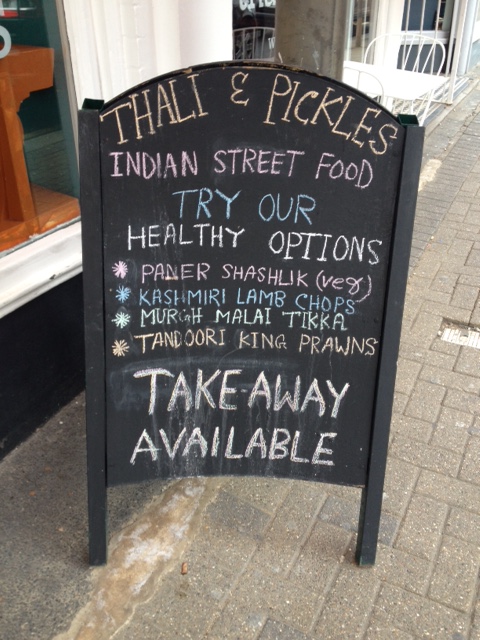 THALI & PICKLES
INDIAN STREET FOOD
TRY OUR
HEALTHY OPTIONS
* PANER SHASHLIK (veg)
* KASHMIRI LAMB CHOPS
* MURGH MALAI TIKKA
* TANDOORI KING PRAWNS
TAKE-AWAY
AVAILABLE